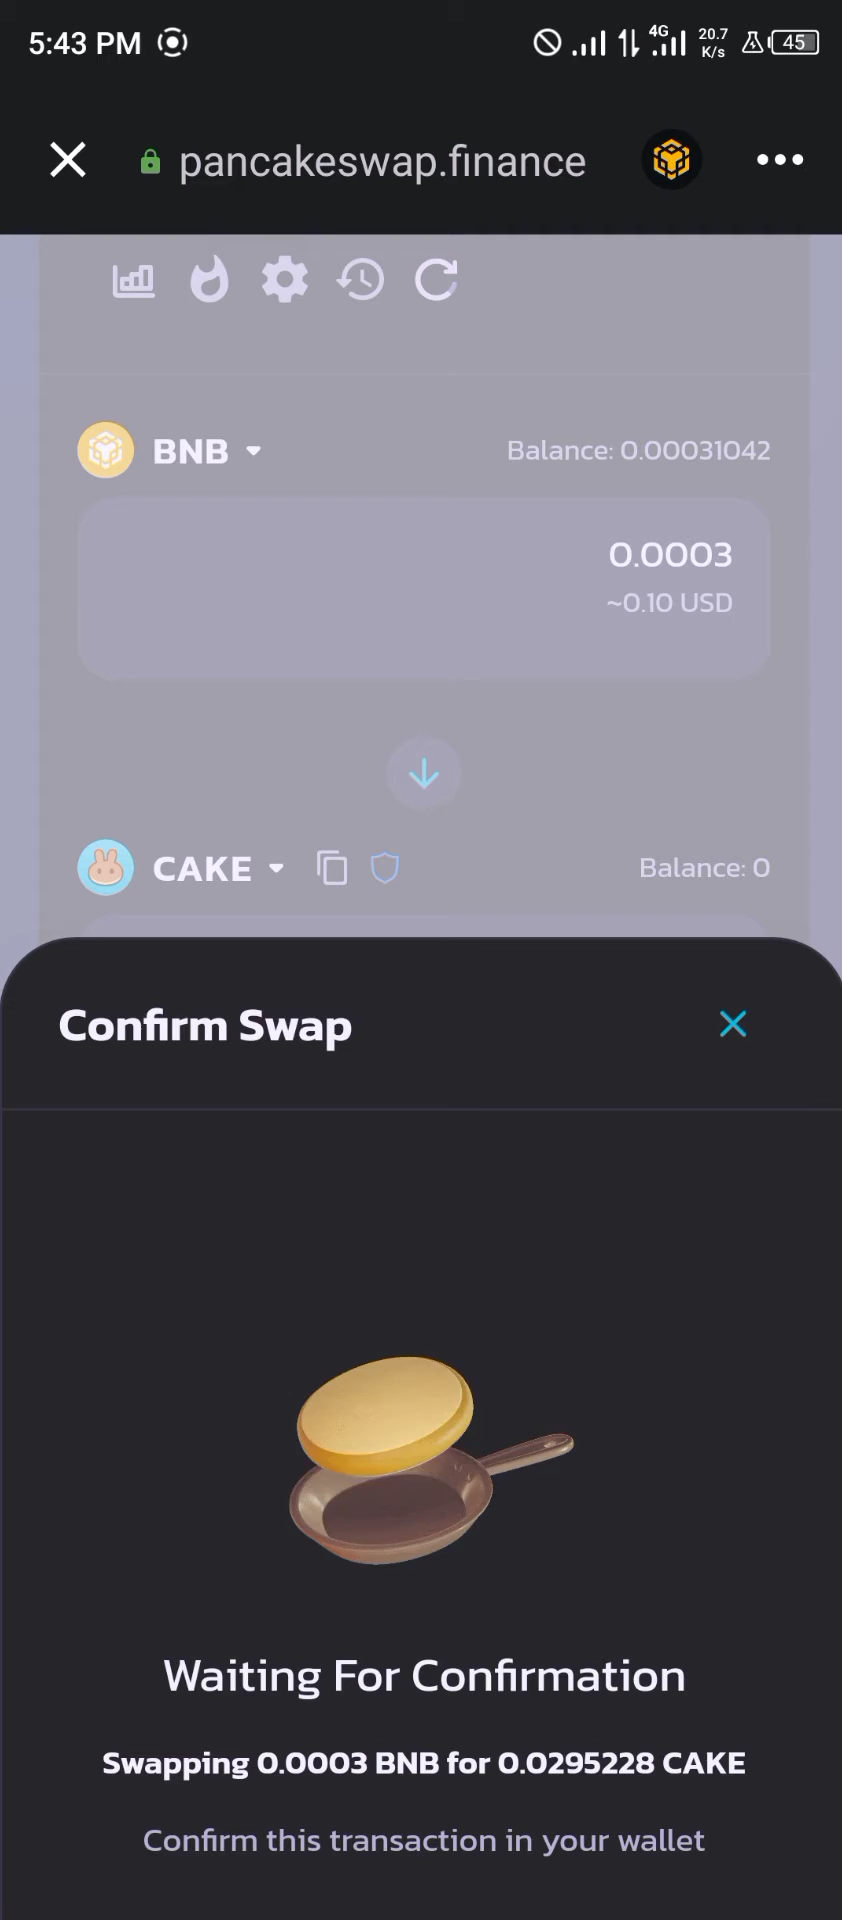 5:43 PM
4G 20.7 K/s 45
pancakeswap.finance
BNB Balance: 0.00031042
0.0003
~0.10 USD
CAKE Balance: 0
Confirm Swap
Waiting For Confirmation
Swapping 0.0003 BNB for 0.0295228 CAKE
Confirm this transaction in your wallet